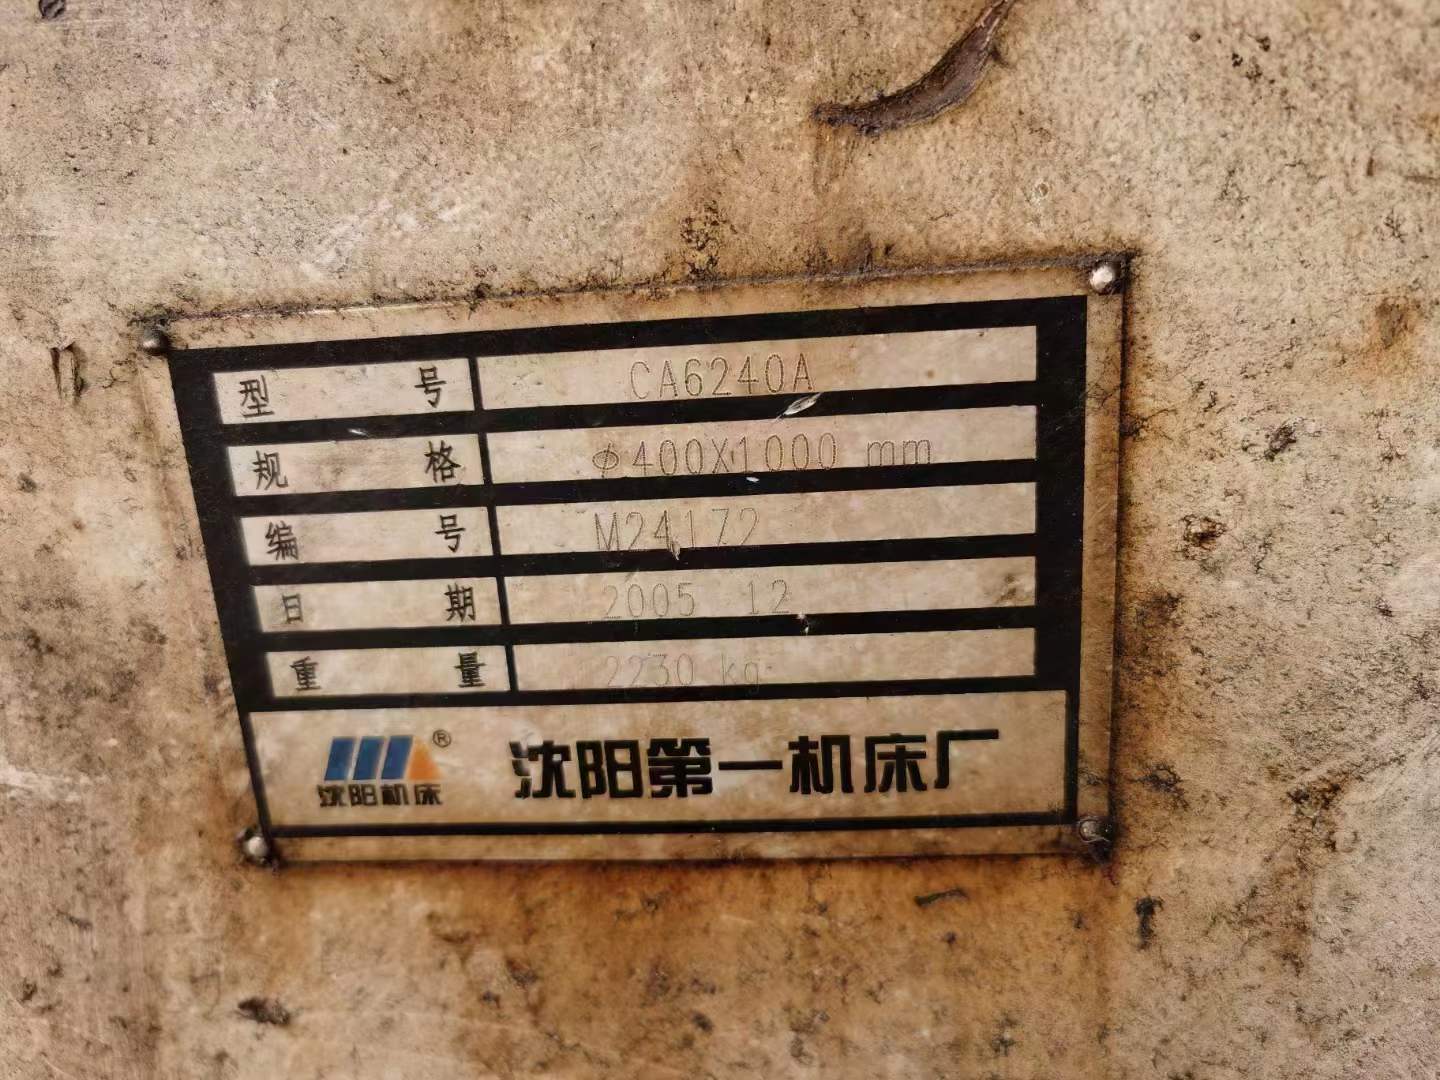 型号 CA6240A
规格 φ400X1000 mm
编号 M24172
日期 2005 12
重量 2230 kg
沈阳机床® 沈阳第一机床厂